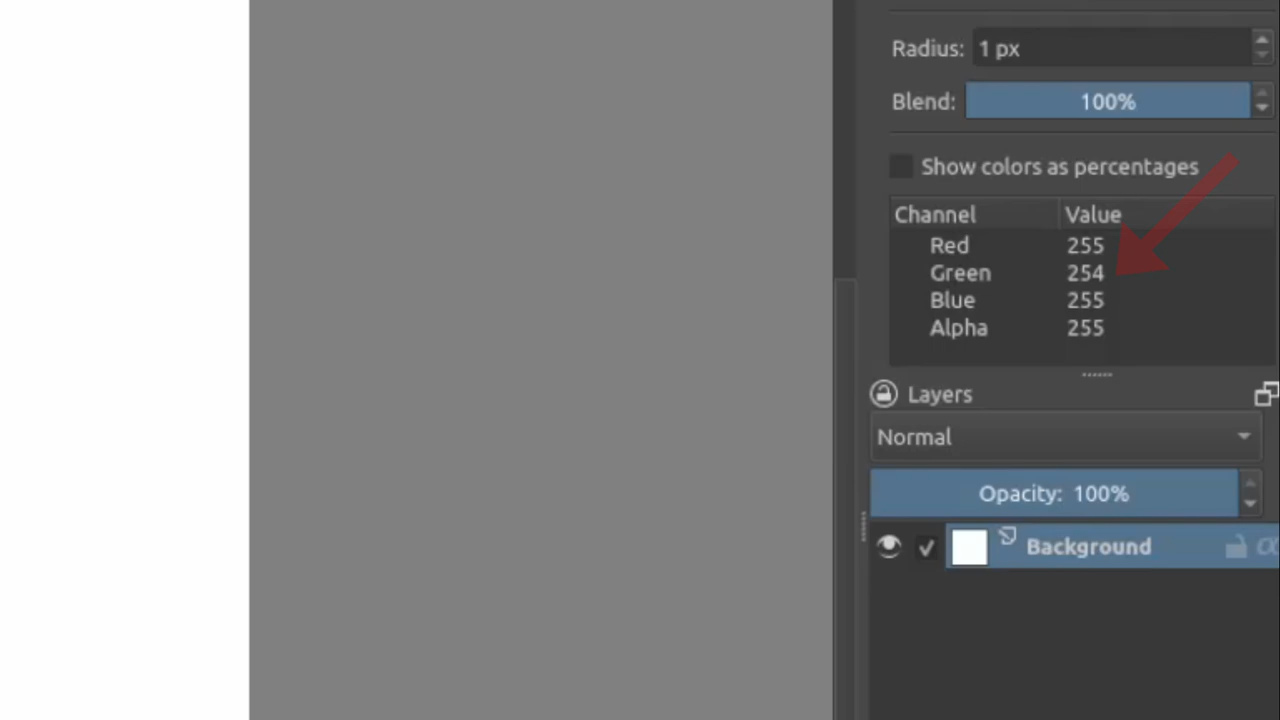 Radius: 1 px
Blend: 100%
Show colors as percentages
Channel Value
Red 255
Green 254
Blue 255
Alpha 255
Layers
Normal
Opacity: 100%
Background